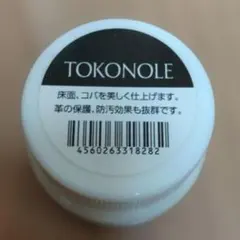 TOKONOLE
床面、コバを美しく仕上げます。
革の保護、防汚効果も抜群です。
4560263318282